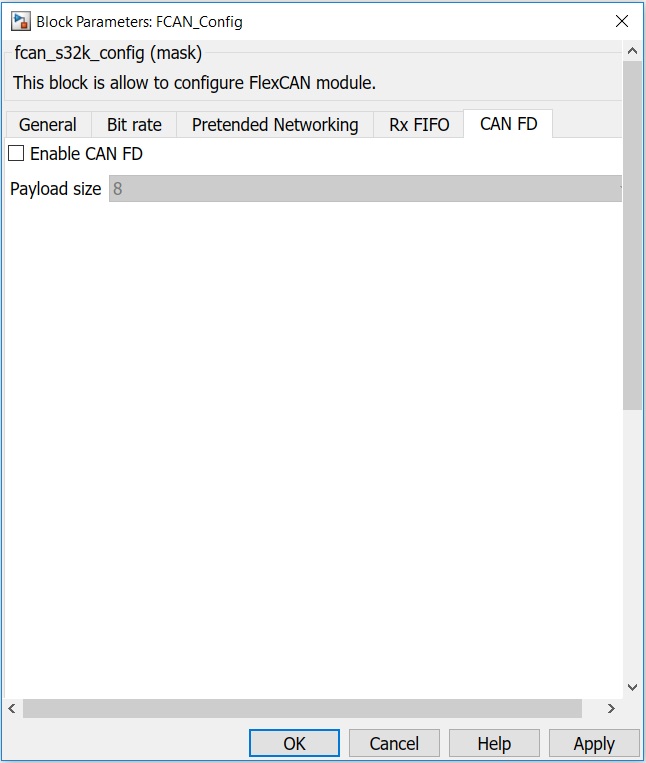 Block Parameters: FCAN_Config
fcan_s32k_config (mask)
This block is allow to configure FlexCAN module.
General Bit rate Pretended Networking Rx FIFO CAN FD
Enable CAN FD
Payload size 8
OK Cancel Help Apply